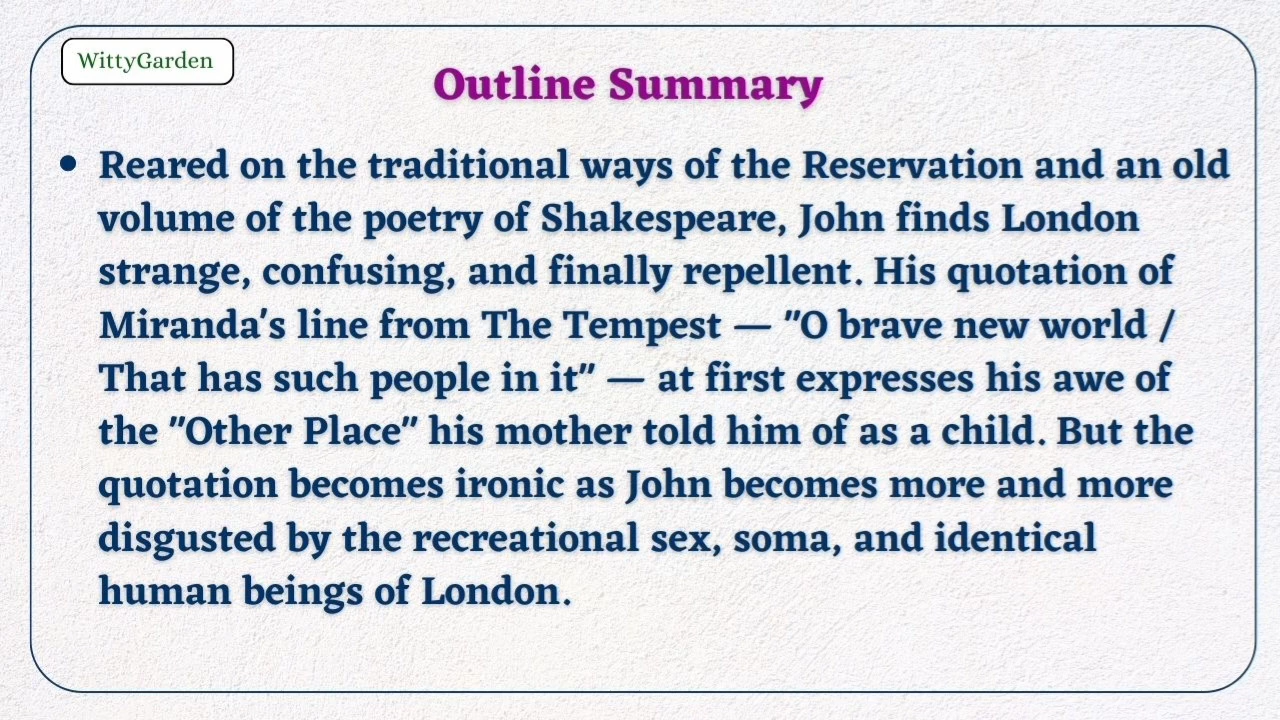 WittyGarden
Outline Summary
• Reared on the traditional ways of the Reservation and an old
volume of the poetry of Shakespeare, John finds London
strange, confusing, and finally repellent. His quotation of
Miranda's line from The Tempest — "O brave new world /
That has such people in it" — at first expresses his awe of
the "Other Place" his mother told him of as a child. But the
quotation becomes ironic as John becomes more and more
disgusted by the recreational sex, soma, and identical
human beings of London.